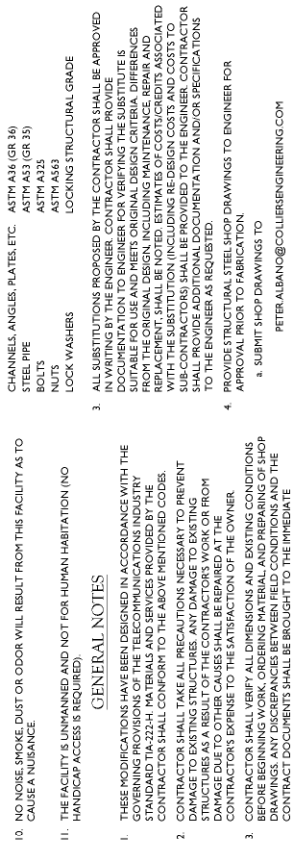 10. NO NOISE, SMOKE, DUST OR ODOR WILL RESULT FROM THIS FACILITY AS TO
CAUSE A NUISANCE.
11. THE FACILITY IS UNMANNED AND NOT FOR HUMAN HABITATION (NO
HANDICAP ACCESS IS REQUIRED).
GENERAL NOTES
1. THESE MODIFICATIONS HAVE BEEN DESIGNED IN ACCORDANCE WITH THE
GOVERNING PROVISIONS OF THE TELECOMMUNICATIONS INDUSTRY
STANDARD TIA-222-H. MATERIALS AND SERVICES PROVIDED BY THE
CONTRACTOR SHALL CONFORM TO THE ABOVE MENTIONED CODES.
2. CONTRACTOR SHALL TAKE ALL PRECAUTIONS NECESSARY TO PREVENT
DAMAGE TO EXISTING STRUCTURES. ANY DAMAGE TO EXISTING
STRUCTURES AS A RESULT OF THE CONTRACTOR'S WORK OR FROM
DAMAGE DUE TO OTHER CAUSES SHALL BE REPAIRED AT THE
CONTRACTOR'S EXPENSE TO THE SATISFACTION OF THE OWNER.
3. CONTRACTOR SHALL VERIFY ALL DIMENSIONS AND EXISTING CONDITIONS
BEFORE BEGINNING WORK, ORDERING MATERIAL, AND PREPARING OF SHOP
DRAWINGS. ANY DISCREPANCIES BETWEEN FIELD CONDITIONS AND THE
CONTRACT DOCUMENTS SHALL BE BROUGHT TO THE IMMEDIATE
CHANNELS, ANGLES, PLATES, ETC. ASTM A36 (GR 36)
STEEL PIPE ASTM A53 (GR 35)
BOLTS ASTM A325
NUTS ASTM A563
LOCK WASHERS LOCKING STRUCTURAL GRADE
3. ALL SUBSTITUTIONS PROPOSED BY THE CONTRACTOR SHALL BE APPROVED
IN WRITING BY THE ENGINEER. CONTRACTOR SHALL PROVIDE
DOCUMENTATION TO ENGINEER FOR VERIFYING THE SUBSTITUTE IS
SUITABLE FOR USE AND MEETS ORIGINAL DESIGN CRITERIA. DIFFERENCES
FROM THE ORIGINAL DESIGN, INCLUDING MAINTENANCE, REPAIR AND
REPLACEMENT, SHALL BE NOTED. ESTIMATES OF COSTS/CREDITS ASSOCIATED
WITH THE SUBSTITUTION (INCLUDING RE-DESIGN COSTS AND COSTS TO
SUB-CONTRACTORS) SHALL BE PROVIDED TO THE ENGINEER. CONTRACTOR
SHALL PROVIDE ADDITIONAL DOCUMENTATION AND/OR SPECIFICATIONS
TO THE ENGINEER AS REQUESTED.
4. PROVIDE STRUCTURAL STEEL SHOP DRAWINGS TO ENGINEER FOR
APPROVAL PRIOR TO FABRICATION.
a. SUBMIT SHOP DRAWINGS TO
PETER.ALBANO@COLLIERSENGINEERING.COM